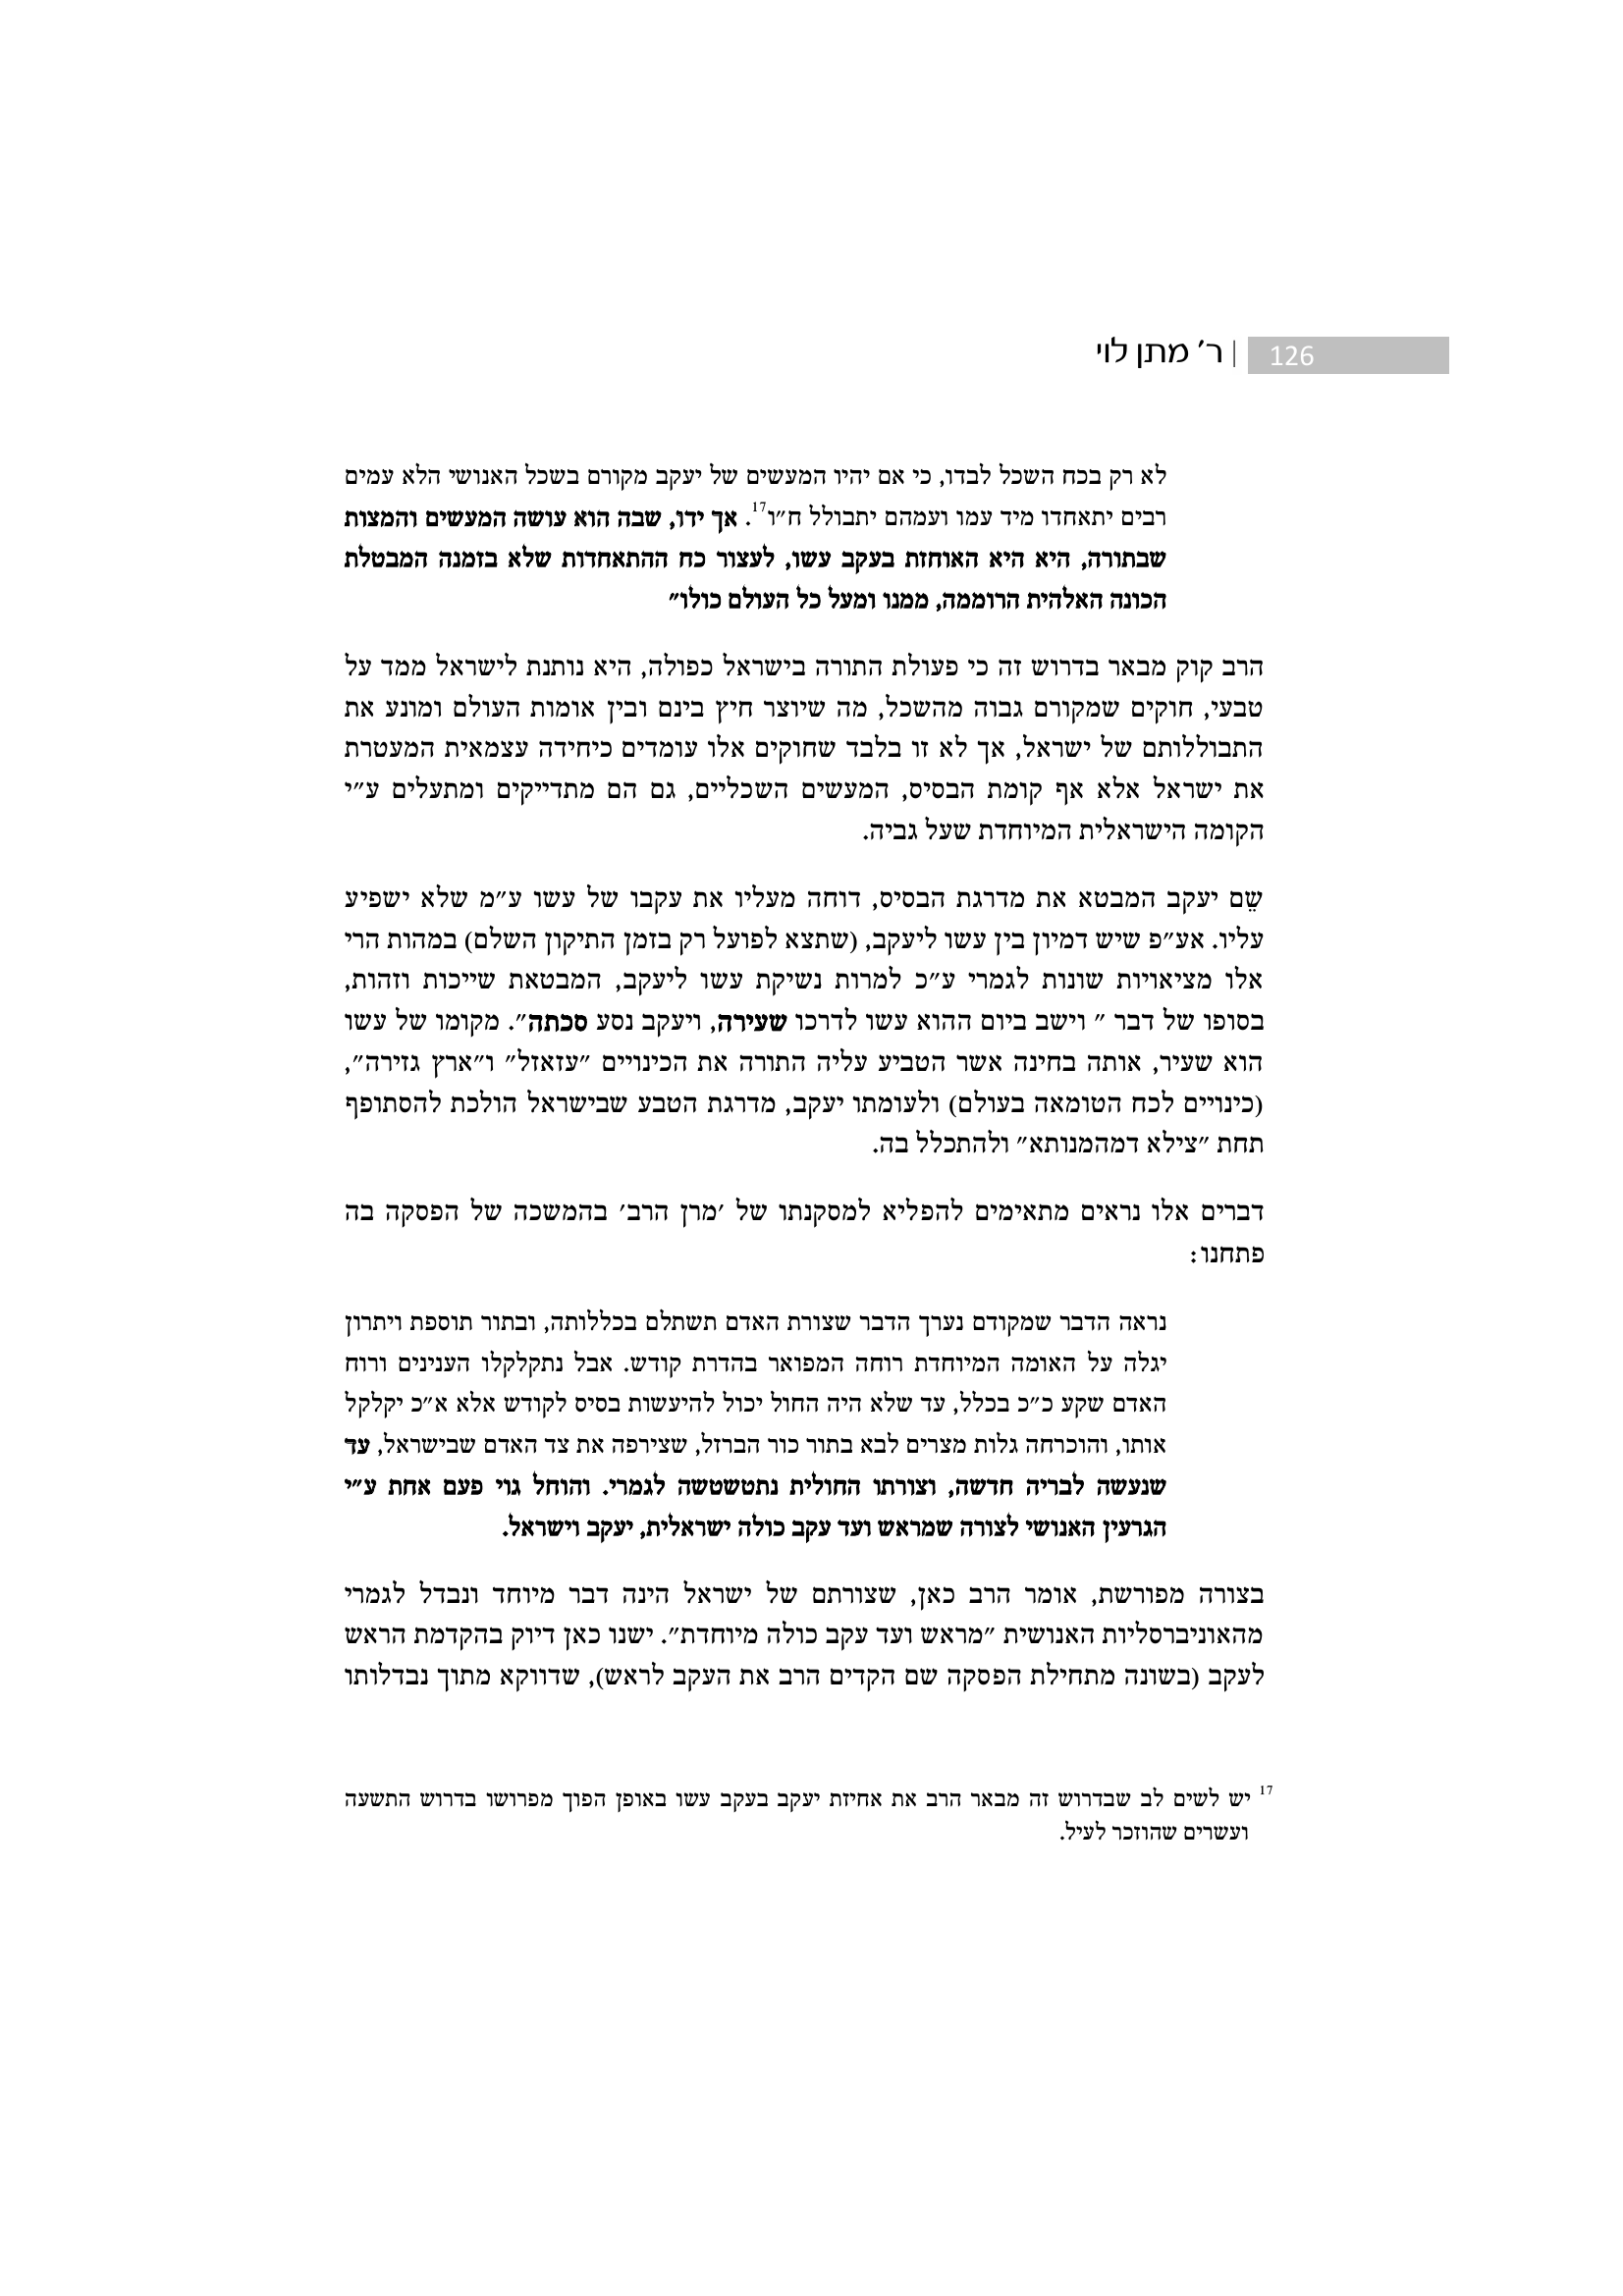 126 | ר׳ מתן לוי
לא רק בכח השכל לבדו, כי אם יהיו המעשים של יעקב מקורם בשכל האנושי הלא עמים
רבים יתאחדו מיד עמו ועמהם יתבולל ח״ו17. אך ידו, שבה הוא עושה המעשים והמצות
שבתורה, היא היא האוחזת בעקב עשו, לעצור כח ההתאחדות שלא בזמנה המבטלת
הכונה האלהית הרוממה, ממנו ומעל כל העולם כולו״
הרב קוק מבאר בדרוש זה כי פעולת התורה בישראל כפולה, היא נותנת לישראל ממד על
טבעי, חוקים שמקורם גבוה מהשכל, מה שיוצר חיץ בינם ובין אומות העולם ומונע את
התבוללותם של ישראל, אך לא זו בלבד שחוקים אלו עומדים כיחידה עצמאית המעטרת
את ישראל אלא אף קומת הבסיס, המעשים השכליים, גם הם מתדייקים ומתעלים ע״י
הקומה הישראלית המיוחדת שעל גביה.
שֵם יעקב המבטא את מדרגת הבסיס, דוחה מעליו את עקבו של עשו ע״מ שלא ישפיע
עליו. אע״פ שיש דמיון בין עשו ליעקב, (שתצא לפועל רק בזמן התיקון השלם) במהות הרי
אלו מציאויות שונות לגמרי ע״כ למרות נשיקת עשו ליעקב, המבטאת שייכות וזהות,
בסופו של דבר ״ וישב ביום ההוא עשו לדרכו שעירה, ויעקב נסע סכתה״. מקומו של עשו
הוא שעיר, אותה בחינה אשר הטביע עליה התורה את הכינויים ״עזאזל״ ו״ארץ גזירה״,
(כינויים לכח הטומאה בעולם) ולעומתו יעקב, מדרגת הטבע שבישראל הולכת להסתופף
תחת ״צילא דמהמנותא״ ולהתכלל בה.
דברים אלו נראים מתאימים להפליא למסקנתו של ׳מרן הרב׳ בהמשכה של הפסקה בה
פתחנו:
נראה הדבר שמקודם נערך הדבר שצורת האדם תשתלם בכללותה, ובתור תוספת ויתרון
יגלה על האומה המיוחדת רוחה המפואר בהדרת קודש. אבל נתקלקלו הענינים ורוח
האדם שקע כ״כ בכלל, עד שלא היה החול יכול להיעשות בסיס לקודש אלא א״כ יקלקל
אותו, והוכרחה גלות מצרים לבא בתור כור הברזל, שצירפה את צד האדם שבישראל, עד
שנעשה לבריה חדשה, וצורתו החולית נתטשטשה לגמרי. והוחל גוי פעם אחת ע״י
הגרעין האנושי לצורה שמראש ועד עקב כולה ישראלית, יעקב וישראל.
בצורה מפורשת, אומר הרב כאן, שצורתם של ישראל הינה דבר מיוחד ונבדל לגמרי
מהאוניברסליות האנושית ״מראש ועד עקב כולה מיוחדת״. ישנו כאן דיוק בהקדמת הראש
לעקב (בשונה מתחילת הפסקה שם הקדים הרב את העקב לראש), שדווקא מתוך נבדלותו
17 יש לשים לב שבדרוש זה מבאר הרב את אחיזת יעקב בעקב עשו באופן הפוך מפרושו בדרוש התשעה
ועשרים שהוזכר לעיל.